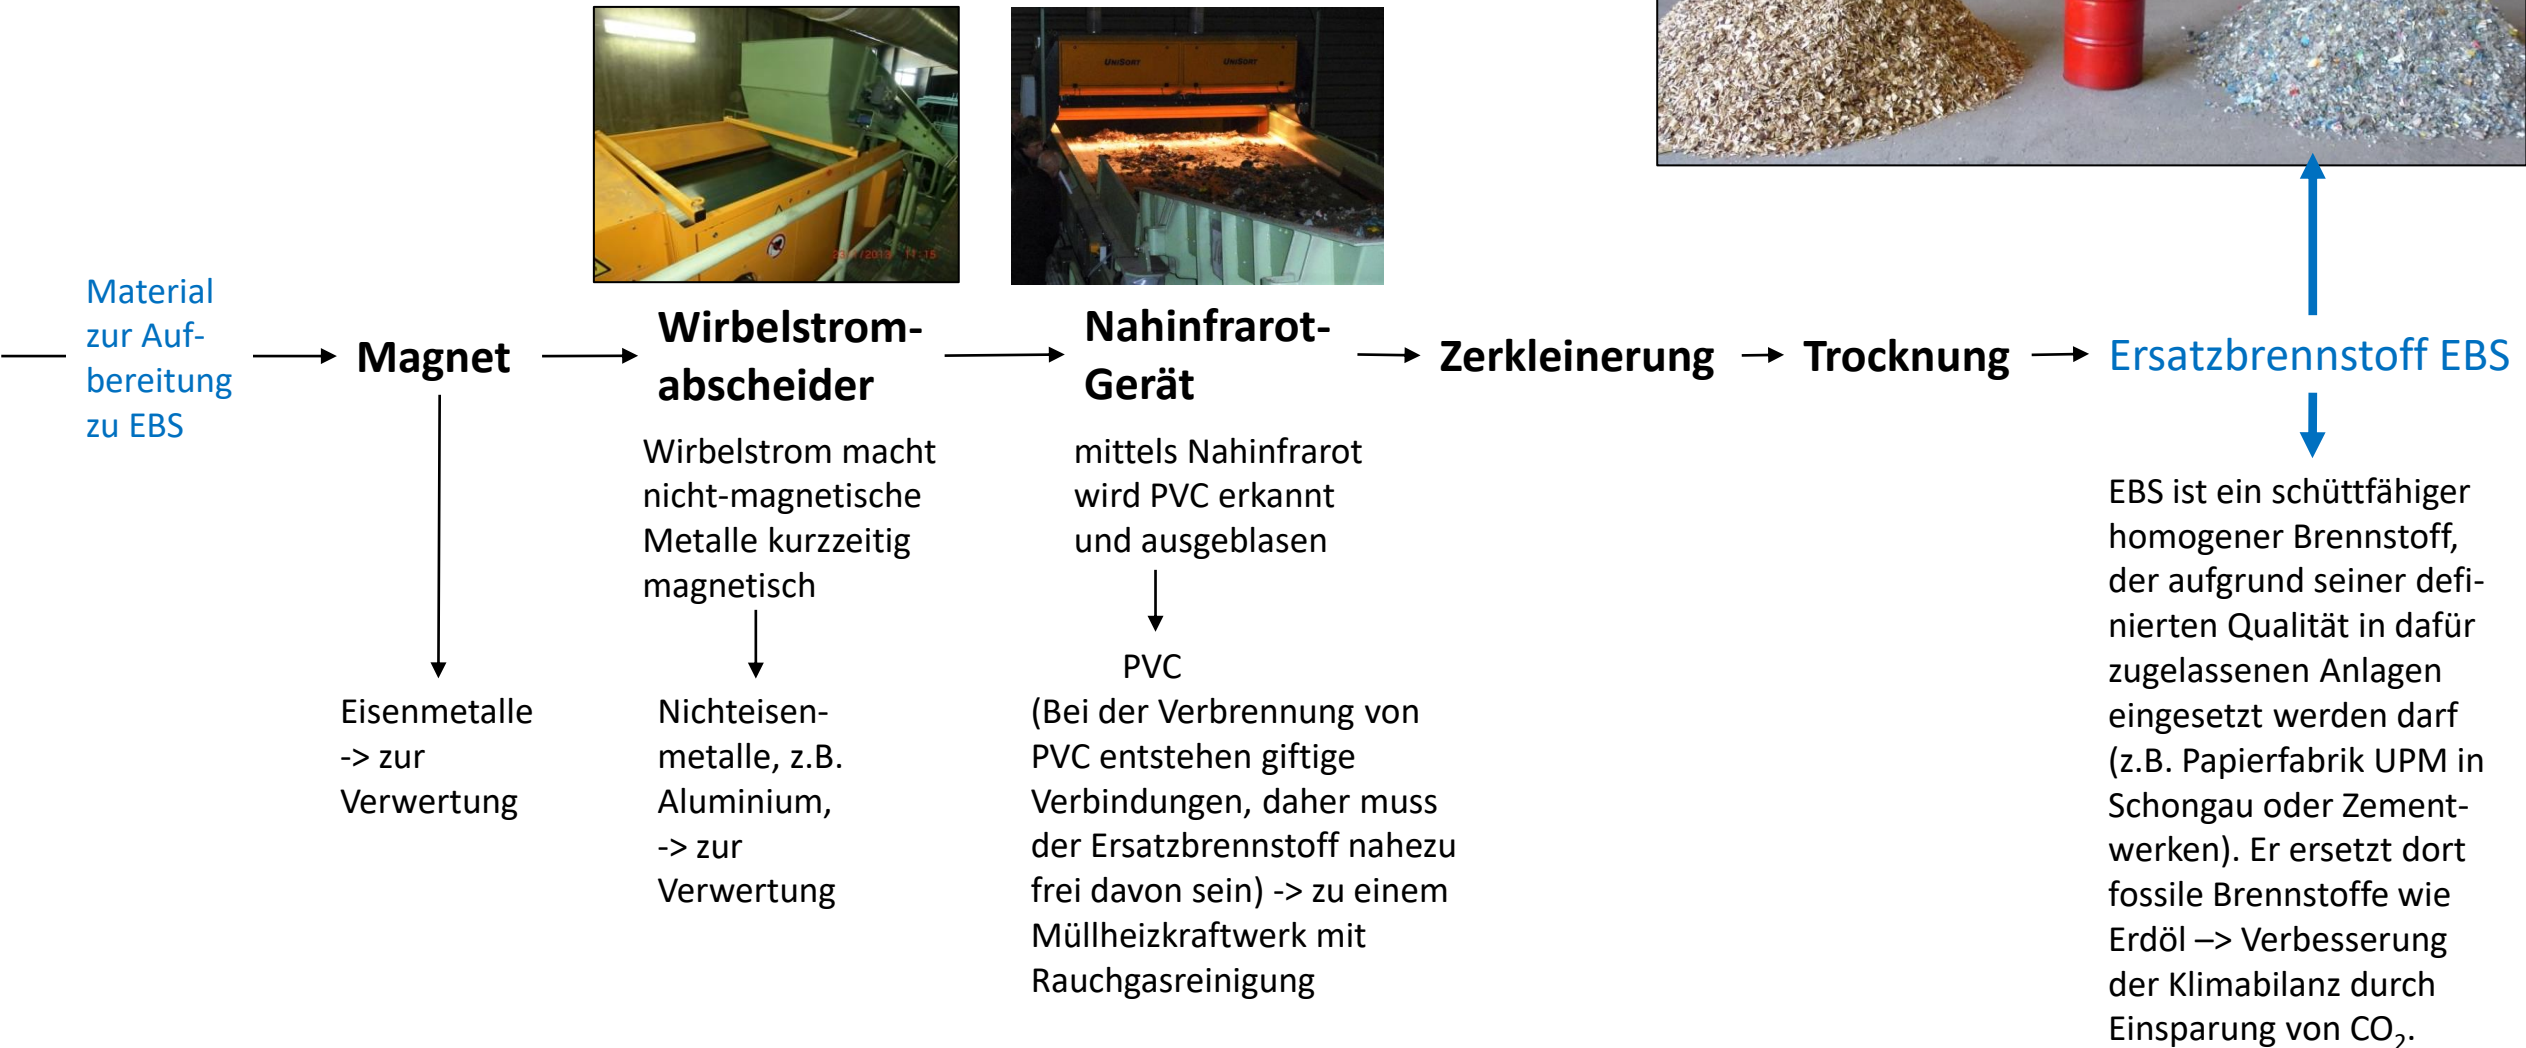 UNISORT
UNISORT
23/7/2013 11:15
Material
zur Auf-
bereitung
zu EBS
Magnet
Wirbelstrom-
abscheider
Nahinfrarot-
Gerät
Zerkleinerung
Trocknung
Ersatzbrennstoff EBS
Wirbelstrom macht
nicht-magnetische
Metalle kurzzeitig
magnetisch
mittels Nahinfrarot
wird PVC erkannt
und ausgeblasen
Eisenmetalle
-> zur
Verwertung
Nichteisen-
metalle, z.B.
Aluminium,
-> zur
Verwertung
PVC
(Bei der Verbrennung von
PVC entstehen giftige
Verbindungen, daher muss
der Ersatzbrennstoff nahezu
frei davon sein) -> zu einem
Müllheizkraftwerk mit
Rauchgasreinigung
EBS ist ein schüttfähiger
homogener Brennstoff,
der aufgrund seiner defi-
nierten Qualität in dafür
zugelassenen Anlagen
eingesetzt werden darf
(z.B. Papierfabrik UPM in
Schongau oder Zement-
werken). Er ersetzt dort
fossile Brennstoffe wie
Erdöl –> Verbesserung
der Klimabilanz durch
Einsparung von CO₂.